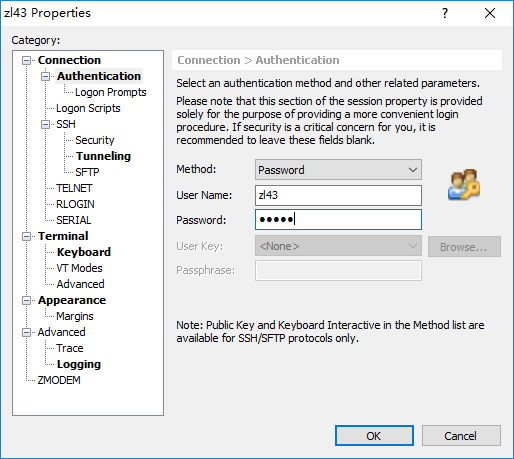 zl43 Properties
?
Category:
Connection
Authentication
Logon Prompts
Logon Scripts
SSH
Security
Tunneling
SFTP
TELNET
RLOGIN
SERIAL
Terminal
Keyboard
VT Modes
Advanced
Appearance
Margins
Advanced
Trace
Logging
ZMODEM
Connection > Authentication
Select an authentication method and other related parameters.
Please note that this section of the session property is provided
solely for the purpose of providing a more convenient login
procedure. If security is a critical concern for you, it is
recommended to leave these fields blank.
Method: Password
User Name: zl43
Password: •••••
User Key: <None> Browse...
Passphrase:
Note: Public Key and Keyboard Interactive in the Method list are
available for SSH/SFTP protocols only.
OK Cancel